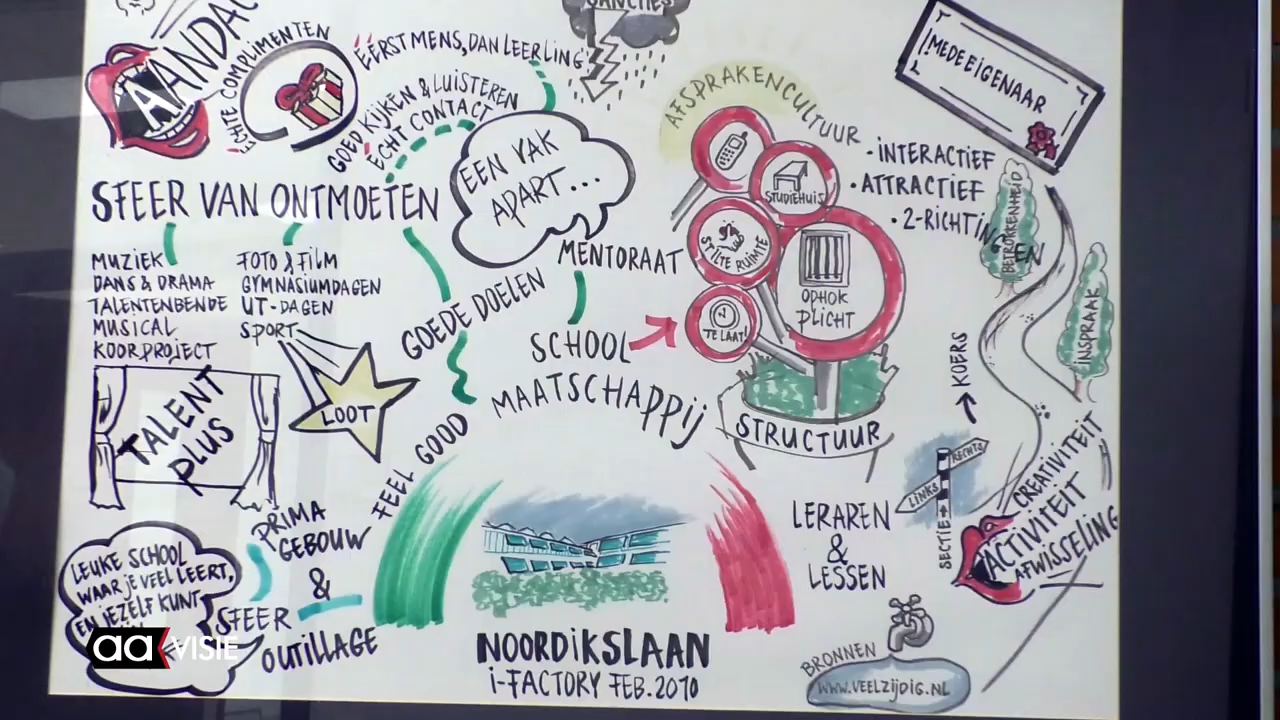 SANCTIES
AANDAC
ECHTE COMPLIMENTEN
ÉÉRST MENS, DAN LEERLING
GOED KIJKEN & LUISTEREN
ECHT CONTACT
SFEER VAN ONTMOETEN
EEN VAK
APART...
MENTORAAT
AFSPRAKENCULTUUR
STUDIEHUIS
STILTE RUIMTE
OPHOK
PLICHT
TE LAAT!
STRUCTUUR
• INTERACTIEF
• ATTRACTIEF
• 2-RICHTINGEN
MEDEEIGENAAR
BETROKKENHEID
INSPRAAK
MUZIEK
DANS & DRAMA
TALENTENBENDE
MUSICAL
KOORPROJECT
FOTO & FILM
GYMNASIUMDAGEN
UT-DAGEN
SPORT
GOEDE DOELEN
SCHOOL
MAATSCHAPPIJ
TALENT
PLUS
LOOT
FEEL GOOD
PRIMA
GEBOUW
&
SFEER
OUTILLAGE
LEUKE SCHOOL
WAAR JE VEEL LEERT,
EN JEZELF KUNT
aa VISIE
NOORDIKSLAAN
i-FACTORY FEB. 2010
LERAREN
&
LESSEN
KOERS
RECHTS
LINKS
SECTIE
CREATIVITEIT
ACTIVITEIT
AFWISSELING
BRONNEN
WWW.VEELZIJDIG.NL